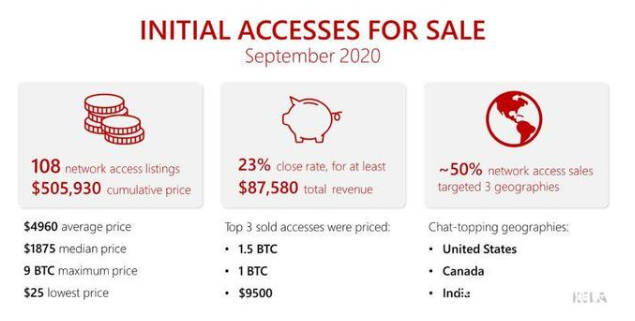 INITIAL ACCESSES FOR SALE
September 2020
108 network access listings
$505,930 cumulative price
23% close rate, for at least
$87,580 total revenue
~50% network access sales
targeted 3 geographies
$4960 average price
$1875 median price
9 BTC maximum price
$25 lowest price
Top 3 sold accesses were priced:
• 1.5 BTC
• 1 BTC
• $9500
Chat-topping geographies:
• United States
• Canada
• India
KELA